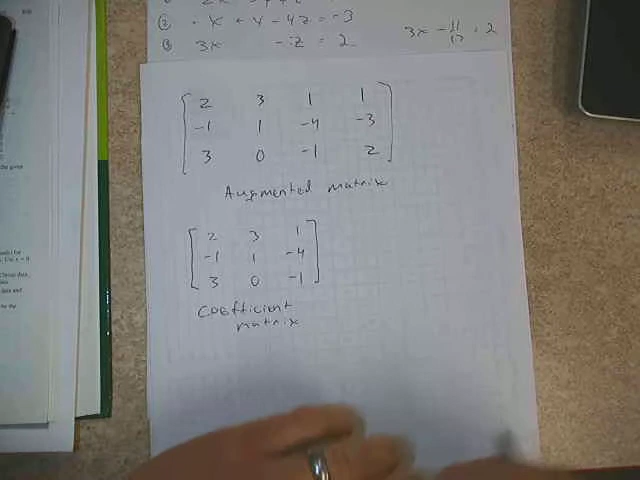 ② - x + y - 4z = -3
③ 3x - z = 2
3x - 11/17 = 2
2 3 1 1
-1 1 -4 -3
3 0 -1 2
Augmented matrix
2 3 1
-1 1 -4
3 0 -1
Coefficient
matrix